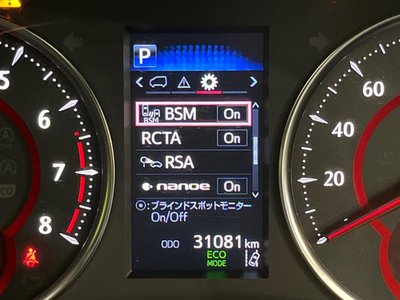 P
BSM BSM On
RCTA On
RSA
nanoe On
:ブラインドスポットモニター
On/Off
ODO 31081 km
ECO
MODE
5
6
7
8
ECO
60
40
20